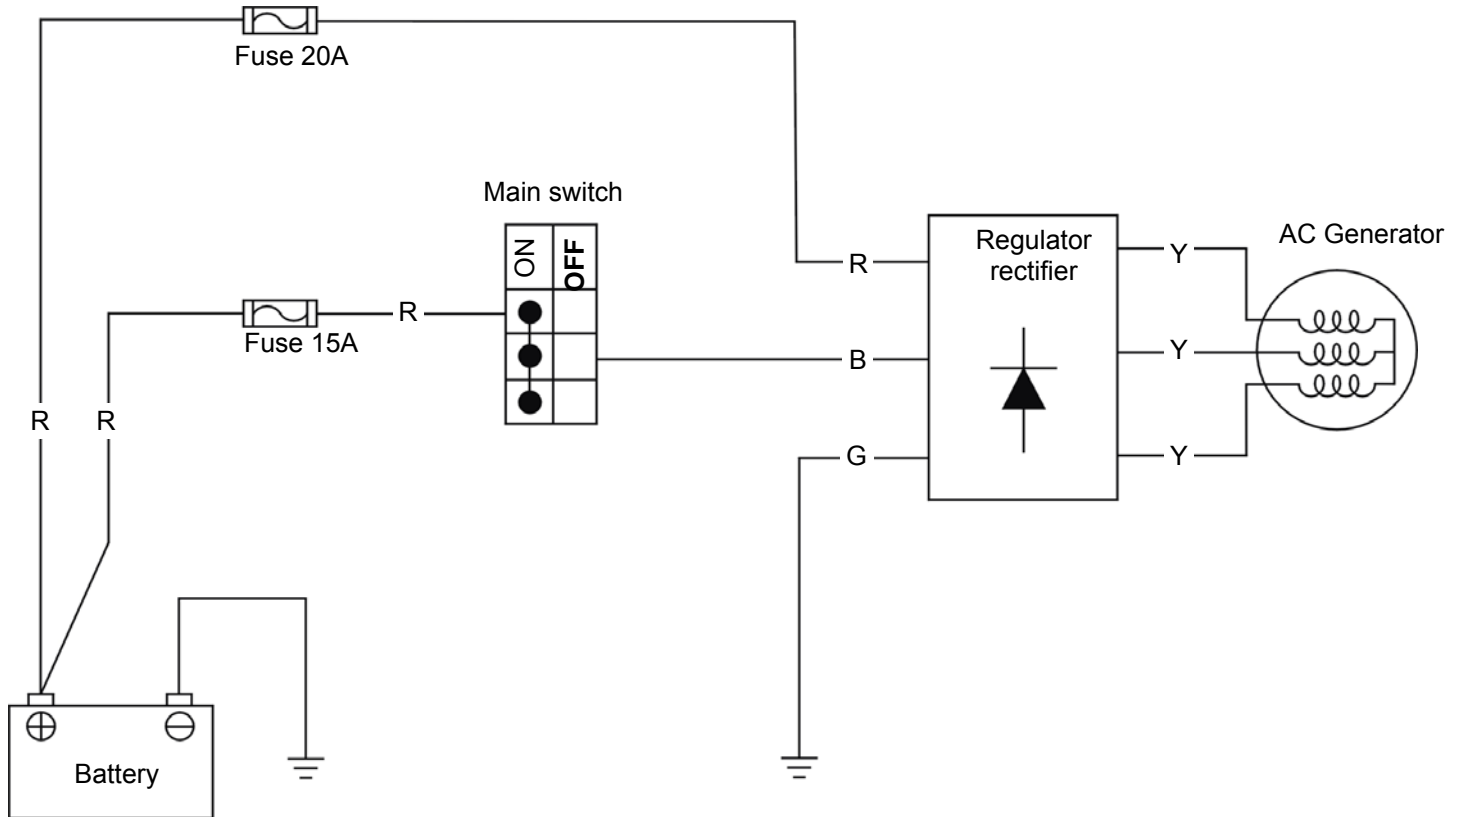 Fuse 20A
Main switch
ON
OFF
Regulator
rectifier
AC Generator
R
Y
Fuse 15A
R
B
Y
R
R
G
Y
Battery